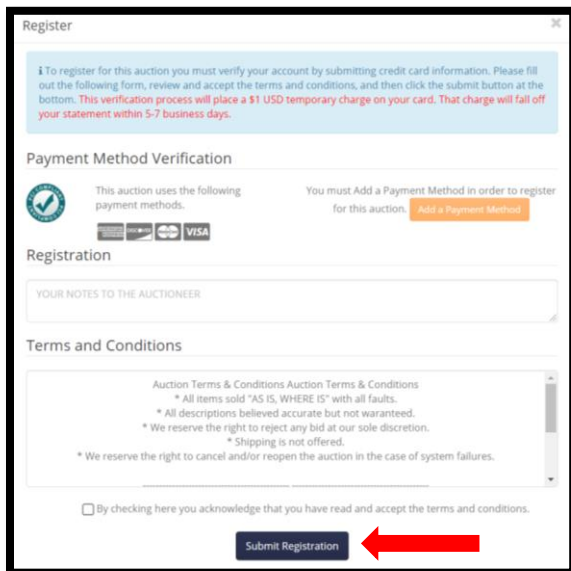 Register
i To register for this auction you must verify your account by submitting credit card information. Please fill
out the following form, review and accept the terms and conditions, and then click the submit button at the
bottom. This verification process will place a $1 USD temporary charge on your card. That charge will fall off
your statement within 5-7 business days.
Payment Method Verification
This auction uses the following
payment methods.
VISA
You must Add a Payment Method in order to register
for this auction. Add a Payment Method
Registration
YOUR NOTES TO THE AUCTIONEER
Terms and Conditions
Auction Terms & Conditions Auction Terms & Conditions
* All items sold "AS IS, WHERE IS" with all faults.
* All descriptions believed accurate but not waranteed.
* We reserve the right to reject any bid at our sole discretion.
* Shipping is not offered.
* We reserve the right to cancel and/or reopen the auction in the case of system failures.
By checking here you acknowledge that you have read and accept the terms and conditions.
Submit Registration